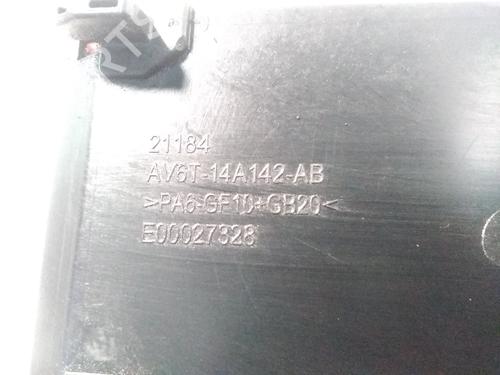 21184
AV6T-14A142-AB
>PA6-GF10+GB20<
E00027328